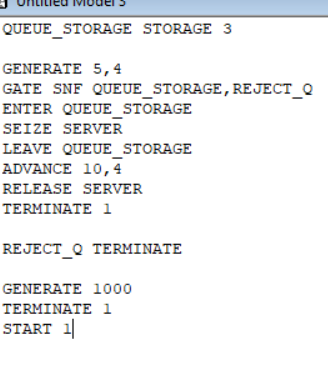 Untitled Model 3
QUEUE_STORAGE STORAGE 3
GENERATE 5,4
GATE SNF QUEUE_STORAGE,REJECT_Q
ENTER QUEUE_STORAGE
SEIZE SERVER
LEAVE QUEUE_STORAGE
ADVANCE 10,4
RELEASE SERVER
TERMINATE 1
REJECT_Q TERMINATE
GENERATE 1000
TERMINATE 1
START 1